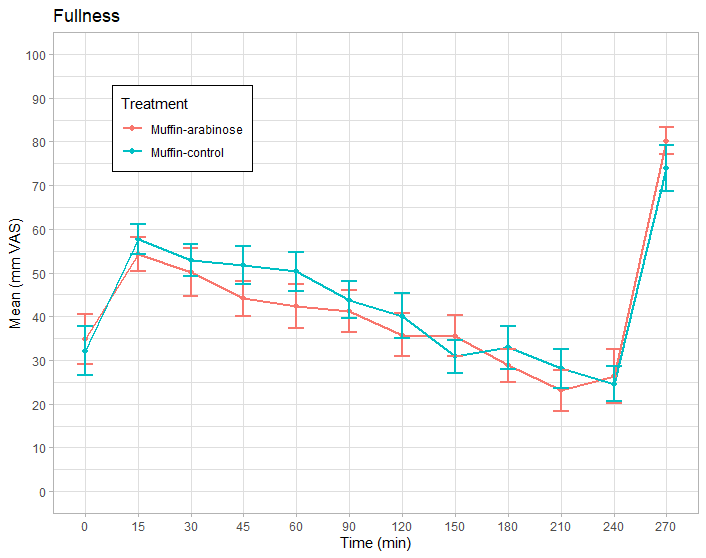 Fullness
Mean (mm VAS)
100
90
80
70
60
50
40
30
20
10
0
Treatment
Muffin-arabinose
Muffin-control
0 15 30 45 60 90 120 150 180 210 240 270
Time (min)